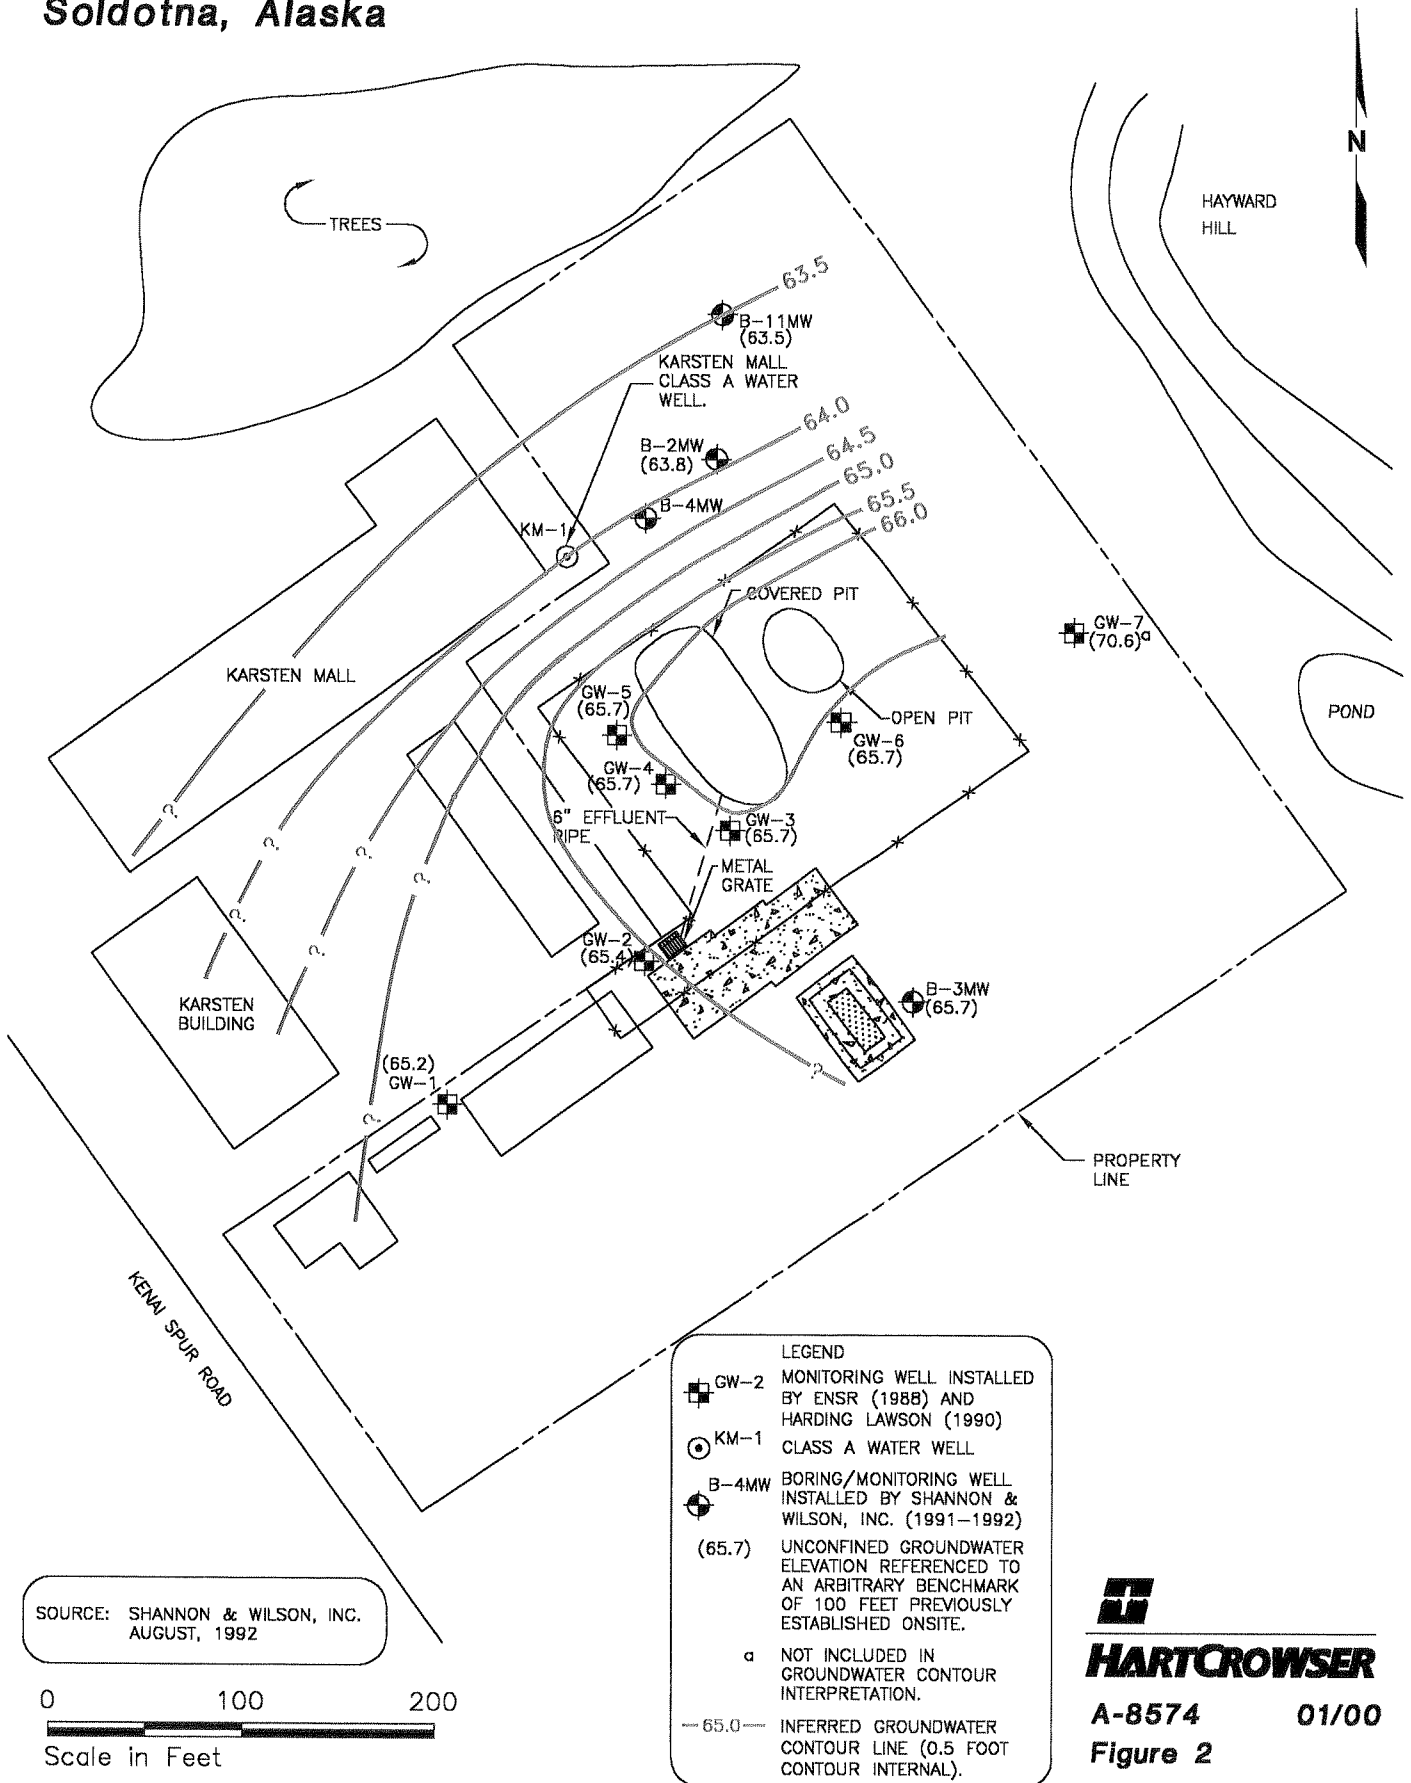 Soldotna, Alaska
N
HAYWARD
HILL
TREES
63.5
B-11MW
(63.5)
KARSTEN MALL
CLASS A WATER
WELL.
64.0
B-2MW
(63.8)
64.5
65.0
B-4MW
65.5
66.0
KM-1
COVERED PIT
GW-7
(70.6)a
KARSTEN MALL
GW-5
(65.7)
OPEN PIT
POND
GW-6
(65.7)
GW-4
(65.7)
?
6" EFFLUENT
PIPE
GW-3
(65.7)
?
?
METAL
GRATE
?
?
GW-2
(65.4)
?
B-3MW
(65.7)
KARSTEN
BUILDING
(65.2)
GW-1
?
?
PROPERTY
LINE
KENAI SPUR ROAD
LEGEND
GW-2 MONITORING WELL INSTALLED
BY ENSR (1988) AND
HARDING LAWSON (1990)
KM-1 CLASS A WATER WELL
B-4MW BORING/MONITORING WELL
INSTALLED BY SHANNON &
WILSON, INC. (1991-1992)
(65.7) UNCONFINED GROUNDWATER
ELEVATION REFERENCED TO
AN ARBITRARY BENCHMARK
OF 100 FEET PREVIOUSLY
ESTABLISHED ONSITE.
a NOT INCLUDED IN
GROUNDWATER CONTOUR
INTERPRETATION.
65.0 INFERRED GROUNDWATER
CONTOUR LINE (0.5 FOOT
CONTOUR INTERNAL).
SOURCE: SHANNON & WILSON, INC.
AUGUST, 1992
0 100 200
Scale in Feet
HARTCROWSER
A-8574 01/00
Figure 2